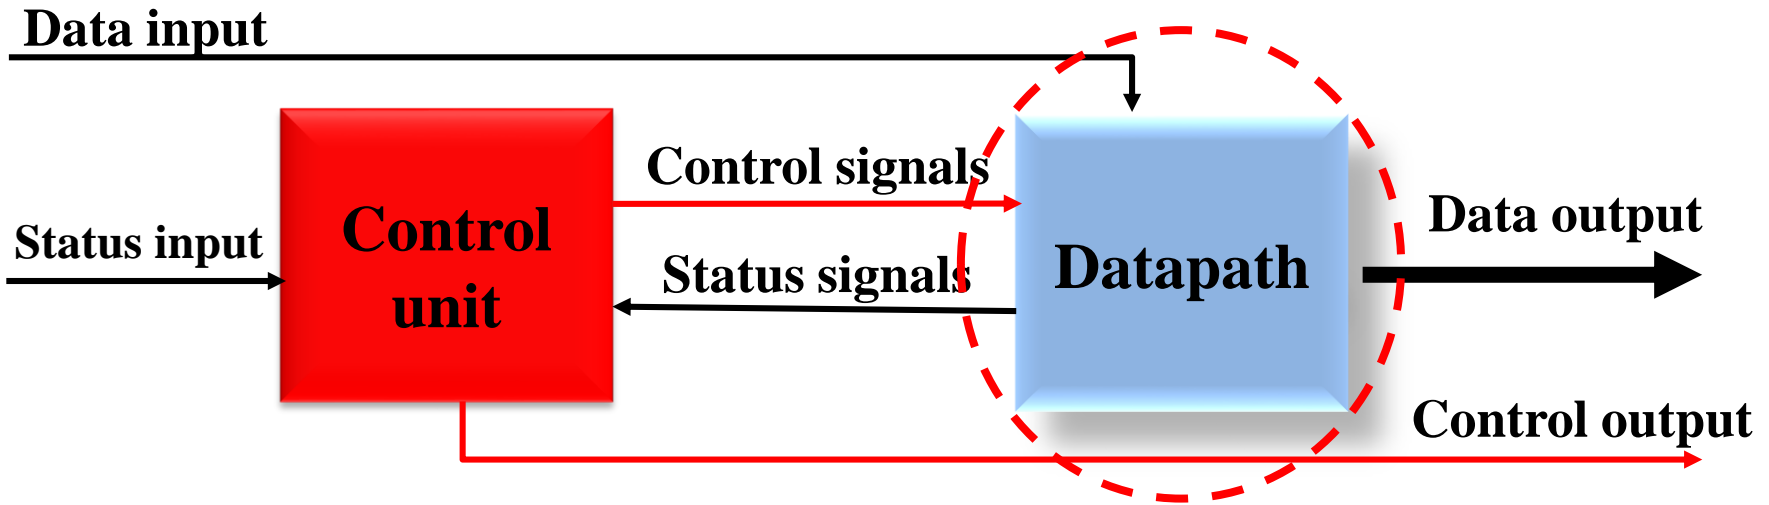 Data input
Control signals
Status input
Control
unit
Status signals
Datapath
Data output
Control output